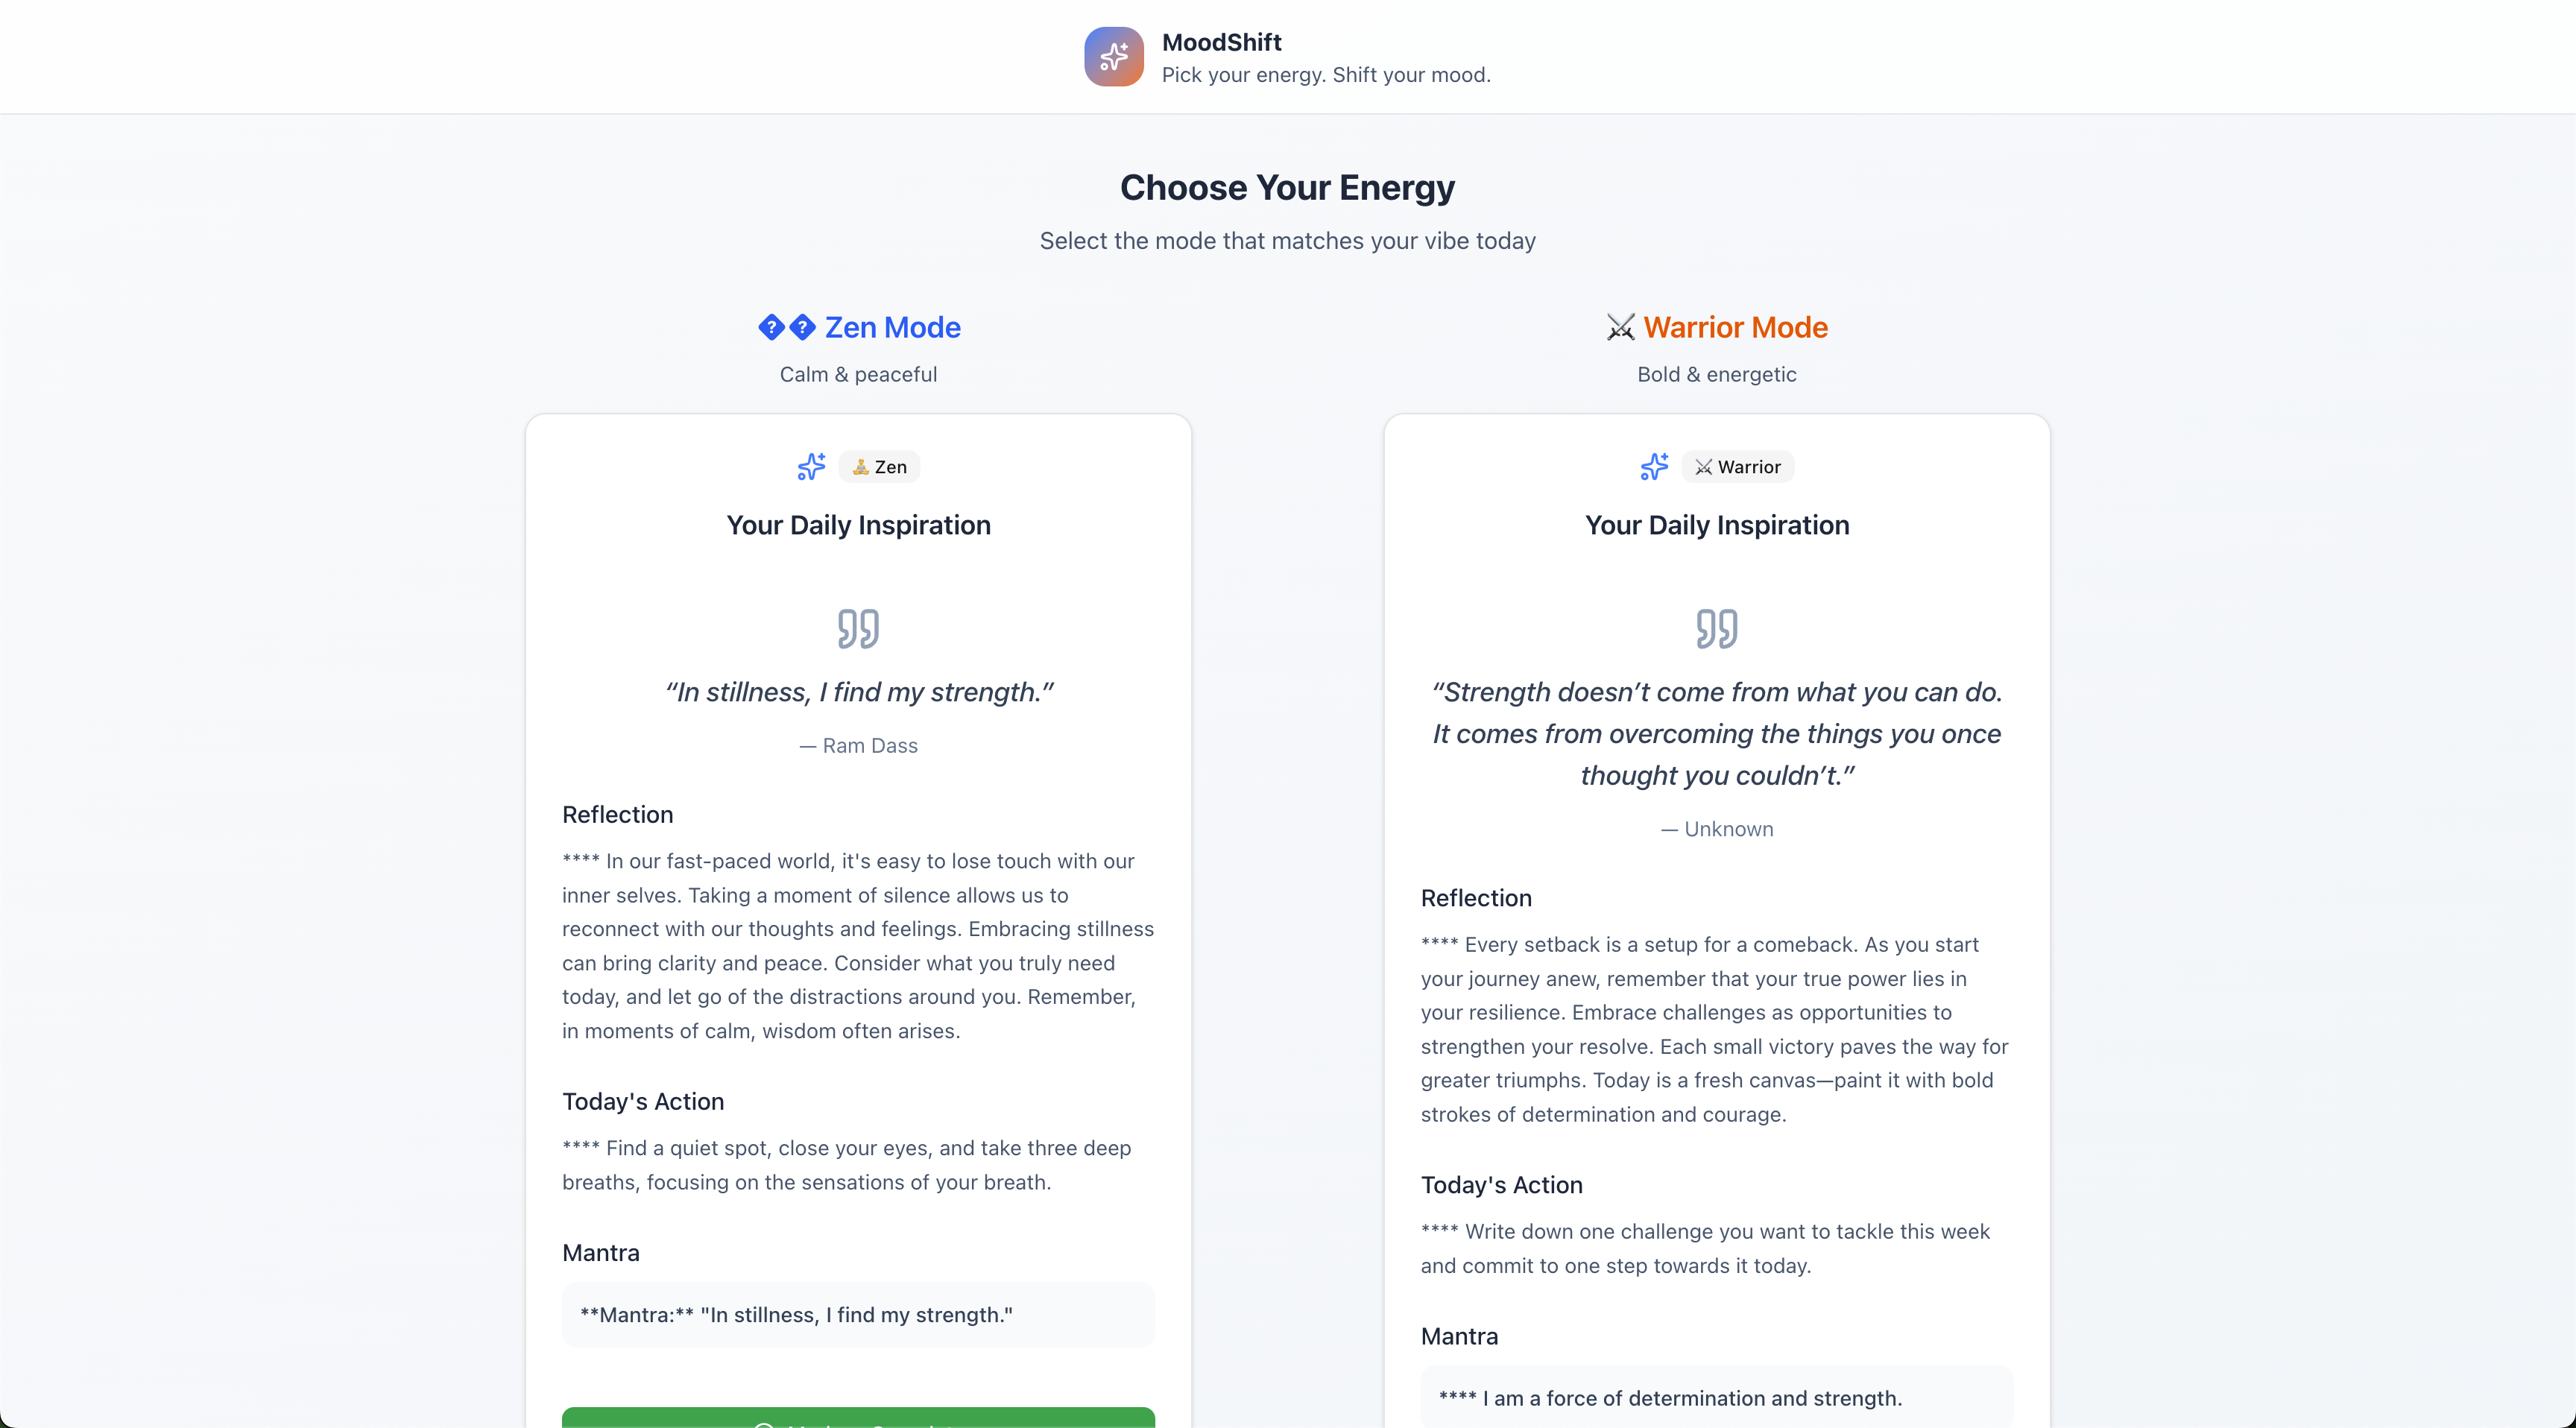 MoodShift
Pick your energy. Shift your mood.
Choose Your Energy
Select the mode that matches your vibe today
�� Zen Mode
Calm & peaceful
🧘 Zen
Your Daily Inspiration
“In stillness, I find my strength.”
— Ram Dass
Reflection
**** In our fast-paced world, it's easy to lose touch with our
inner selves. Taking a moment of silence allows us to
reconnect with our thoughts and feelings. Embracing stillness
can bring clarity and peace. Consider what you truly need
today, and let go of the distractions around you. Remember,
in moments of calm, wisdom often arises.
Today's Action
**** Find a quiet spot, close your eyes, and take three deep
breaths, focusing on the sensations of your breath.
Mantra
**Mantra:** "In stillness, I find my strength."
⚔️ Warrior Mode
Bold & energetic
⚔️ Warrior
Your Daily Inspiration
“Strength doesn’t come from what you can do.
It comes from overcoming the things you once
thought you couldn’t.”
— Unknown
Reflection
**** Every setback is a setup for a comeback. As you start
your journey anew, remember that your true power lies in
your resilience. Embrace challenges as opportunities to
strengthen your resolve. Each small victory paves the way for
greater triumphs. Today is a fresh canvas—paint it with bold
strokes of determination and courage.
Today's Action
**** Write down one challenge you want to tackle this week
and commit to one step towards it today.
Mantra
**** I am a force of determination and strength.